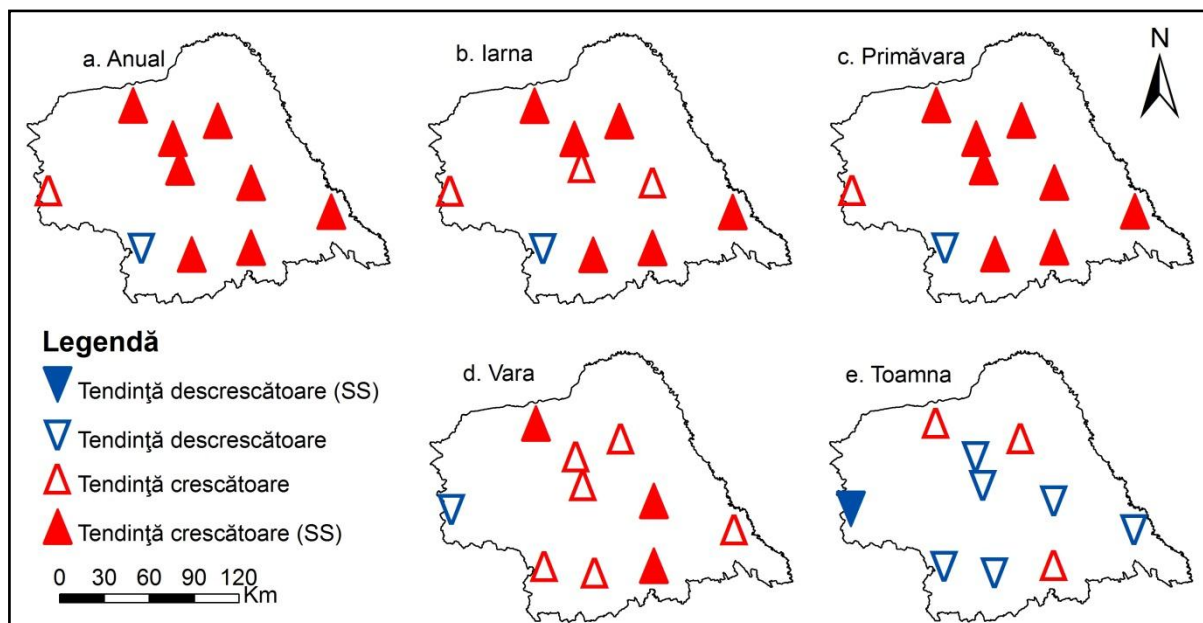 a. Anual
b. Iarna
c. Primăvara
N
Legendă
Tendinţă descrescătoare (SS)
Tendinţă descrescătoare
Tendinţă crescătoare
Tendinţă crescătoare (SS)
0 30 60 90 120
Km
d. Vara
e. Toamna